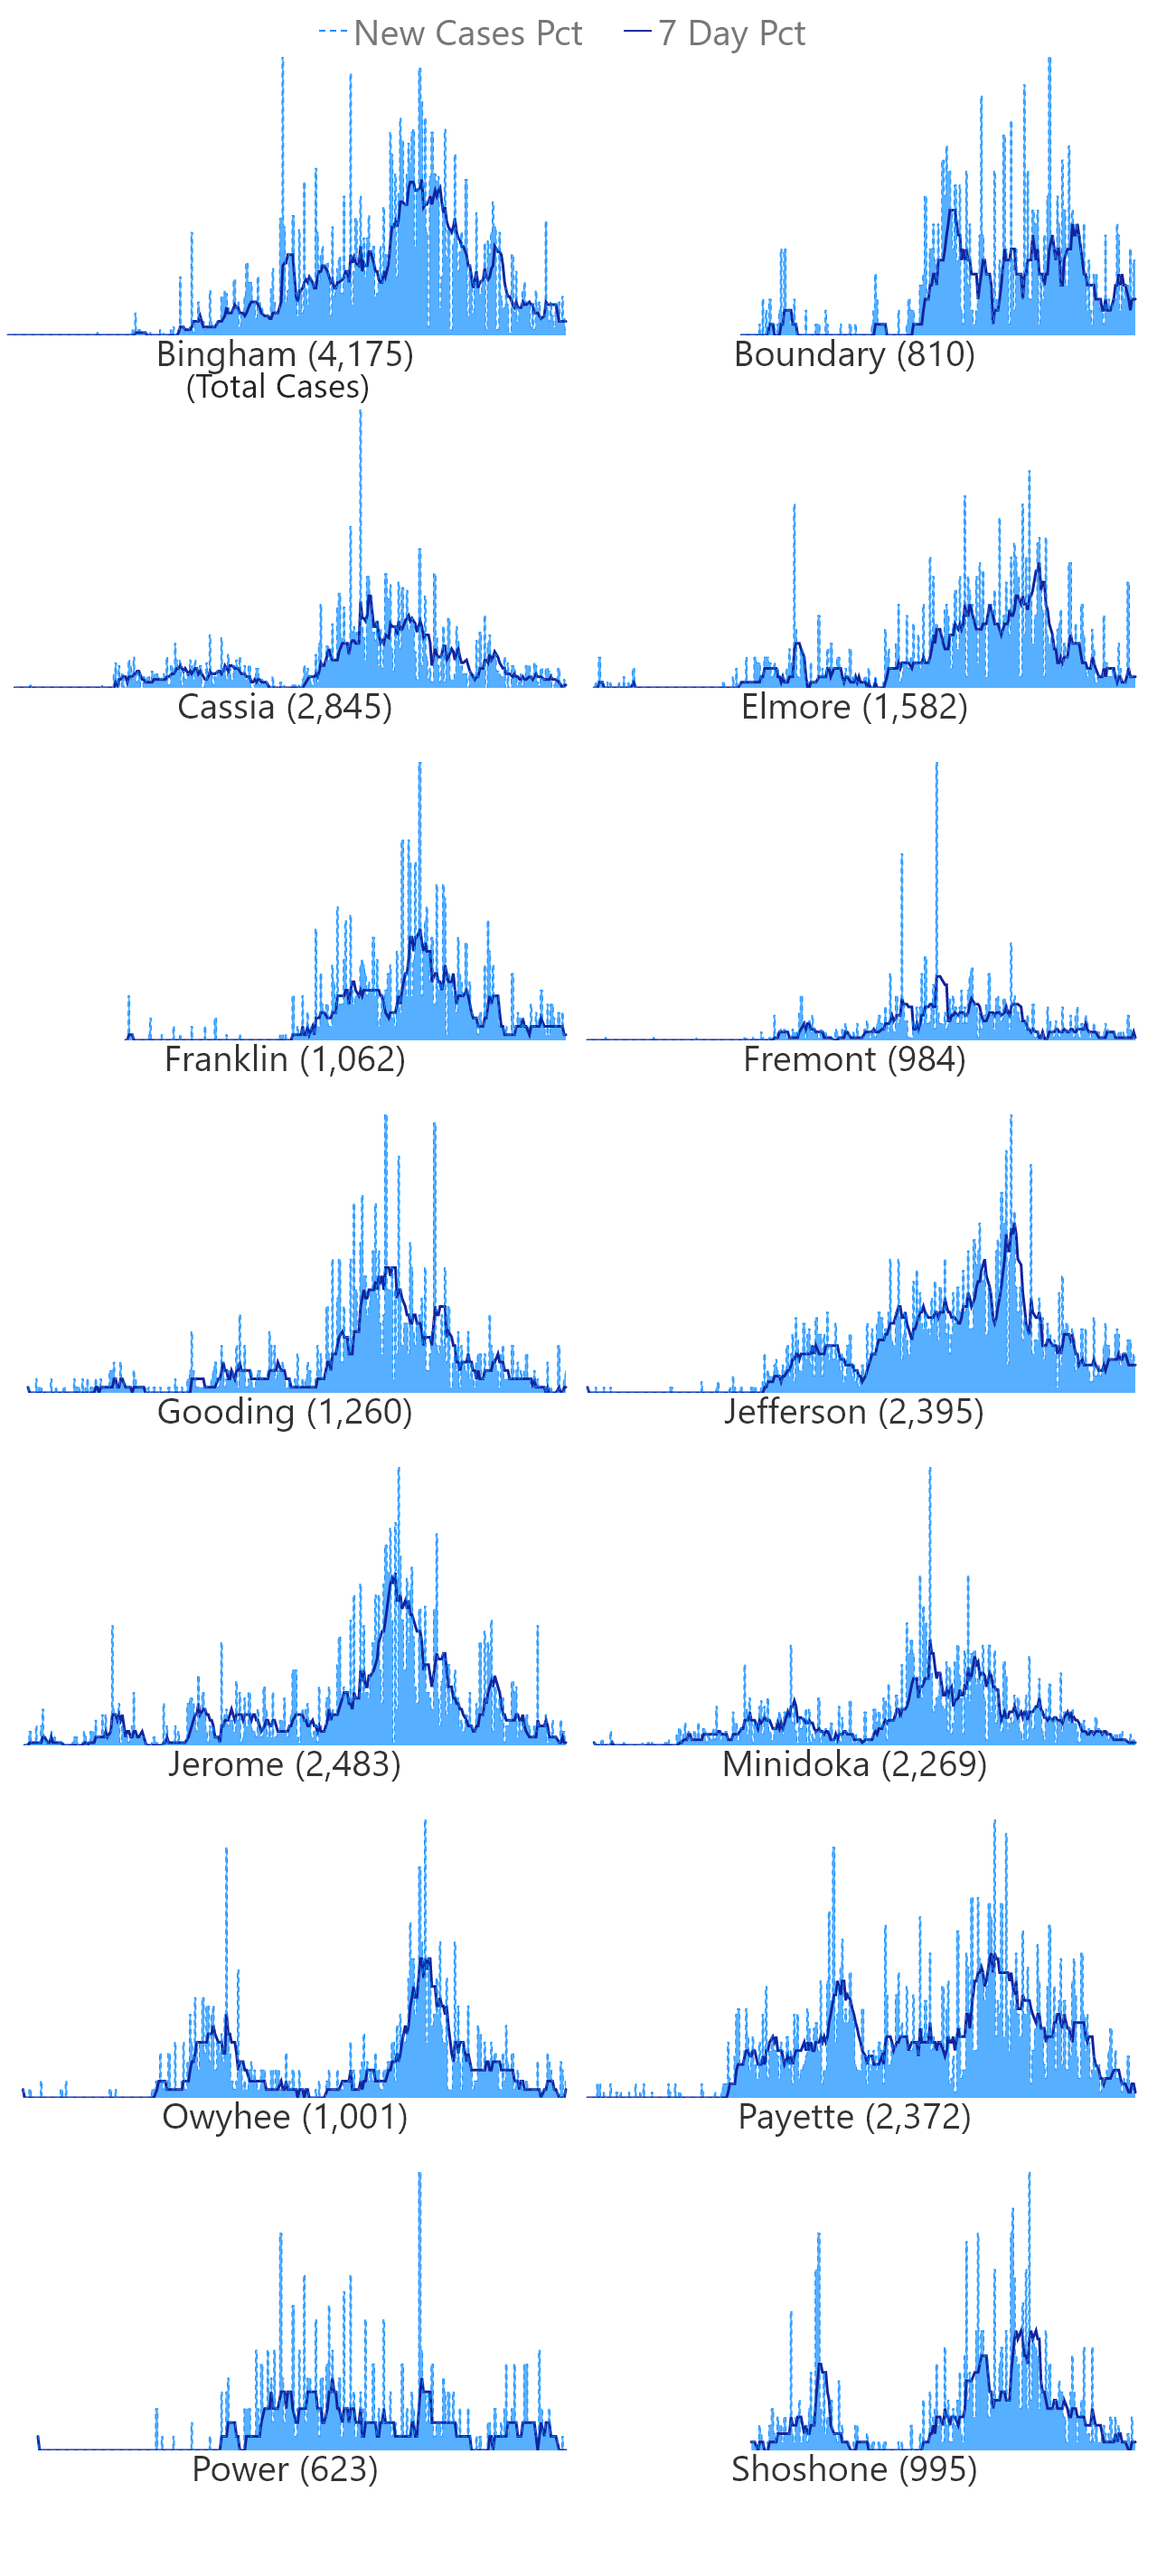 New Cases Pct 7 Day Pct
Bingham (4,175)
(Total Cases)
Boundary (810)
Cassia (2,845)
Elmore (1,582)
Franklin (1,062)
Fremont (984)
Gooding (1,260)
Jefferson (2,395)
Jerome (2,483)
Minidoka (2,269)
Owyhee (1,001)
Payette (2,372)
Power (623)
Shoshone (995)